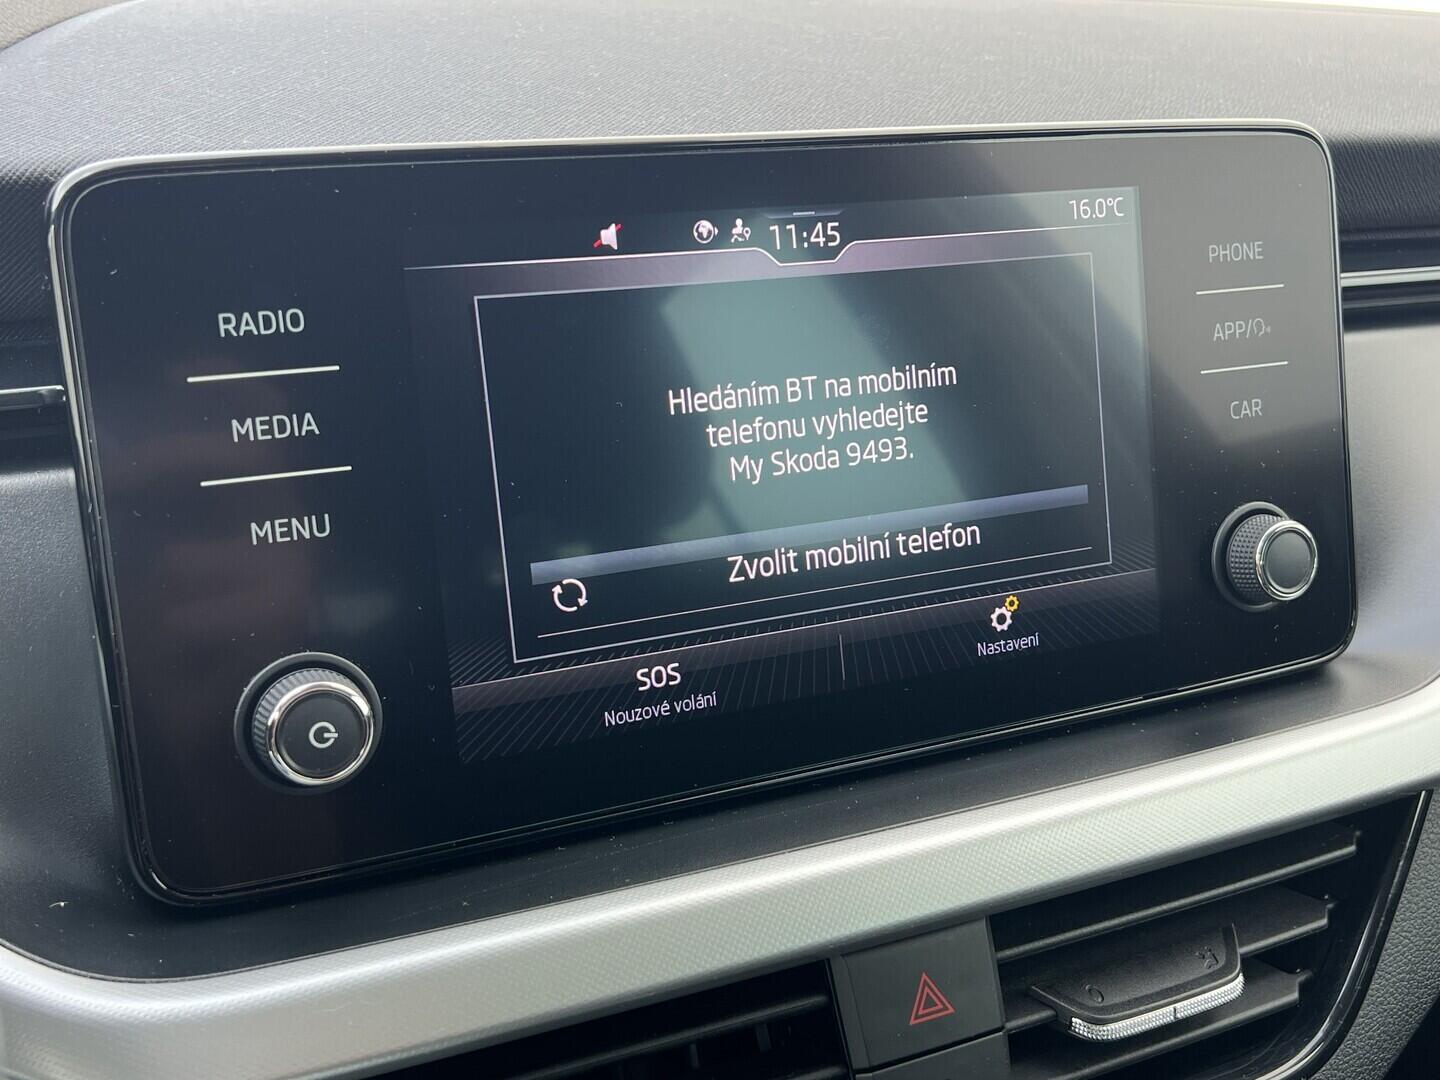 11:45
16.0°C
RADIO
MEDIA
MENU
Hledáním BT na mobilním
telefonu vyhledejte
My Skoda 9493.
Zvolit mobilní telefon
SOS
Nouzové volání
Nastavení
PHONE
APP/
CAR